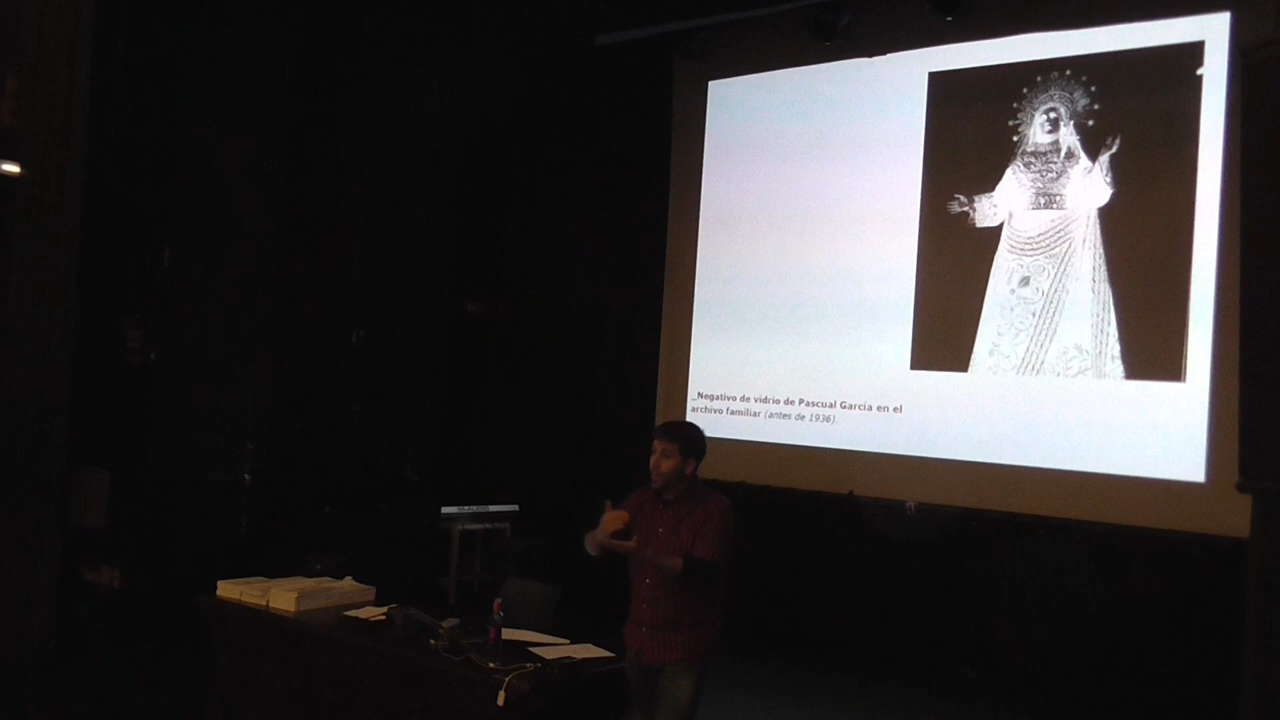 _Negativo de vidrio de Pascual García en el
archivo familiar (antes de 1936)